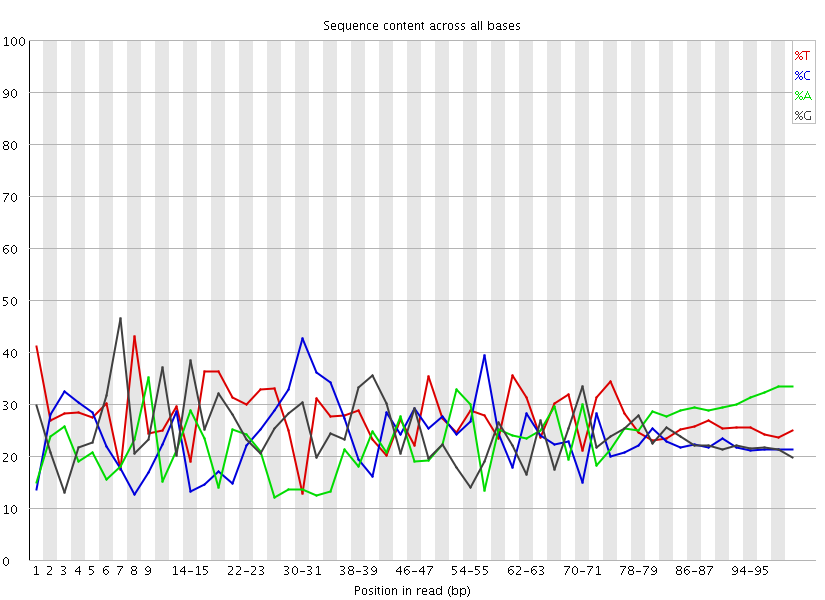 Sequence content across all bases
100
90
80
70
60
50
40
30
20
10
0
%T
%C
%A
%G
1 2 3 4 5 6 7 8 9 14-15 22-23 30-31 38-39 46-47 54-55 62-63 70-71 78-79 86-87 94-95
Position in read (bp)